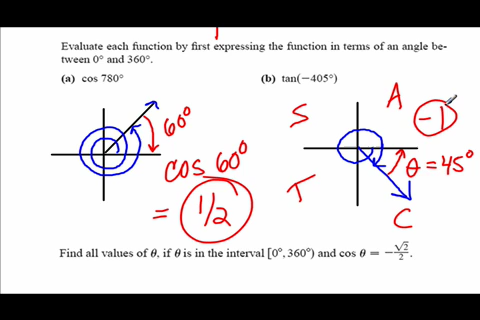 Evaluate each function by first expressing the function in terms of an angle be-
tween 0° and 360°.
(a) cos 780°
(b) tan(−405°)
60°
cos 60°
= 1/2
S
A
−1
θ = 45°
T
C
Find all values of θ, if θ is in the interval [0°, 360°) and cos θ = −√2/2.